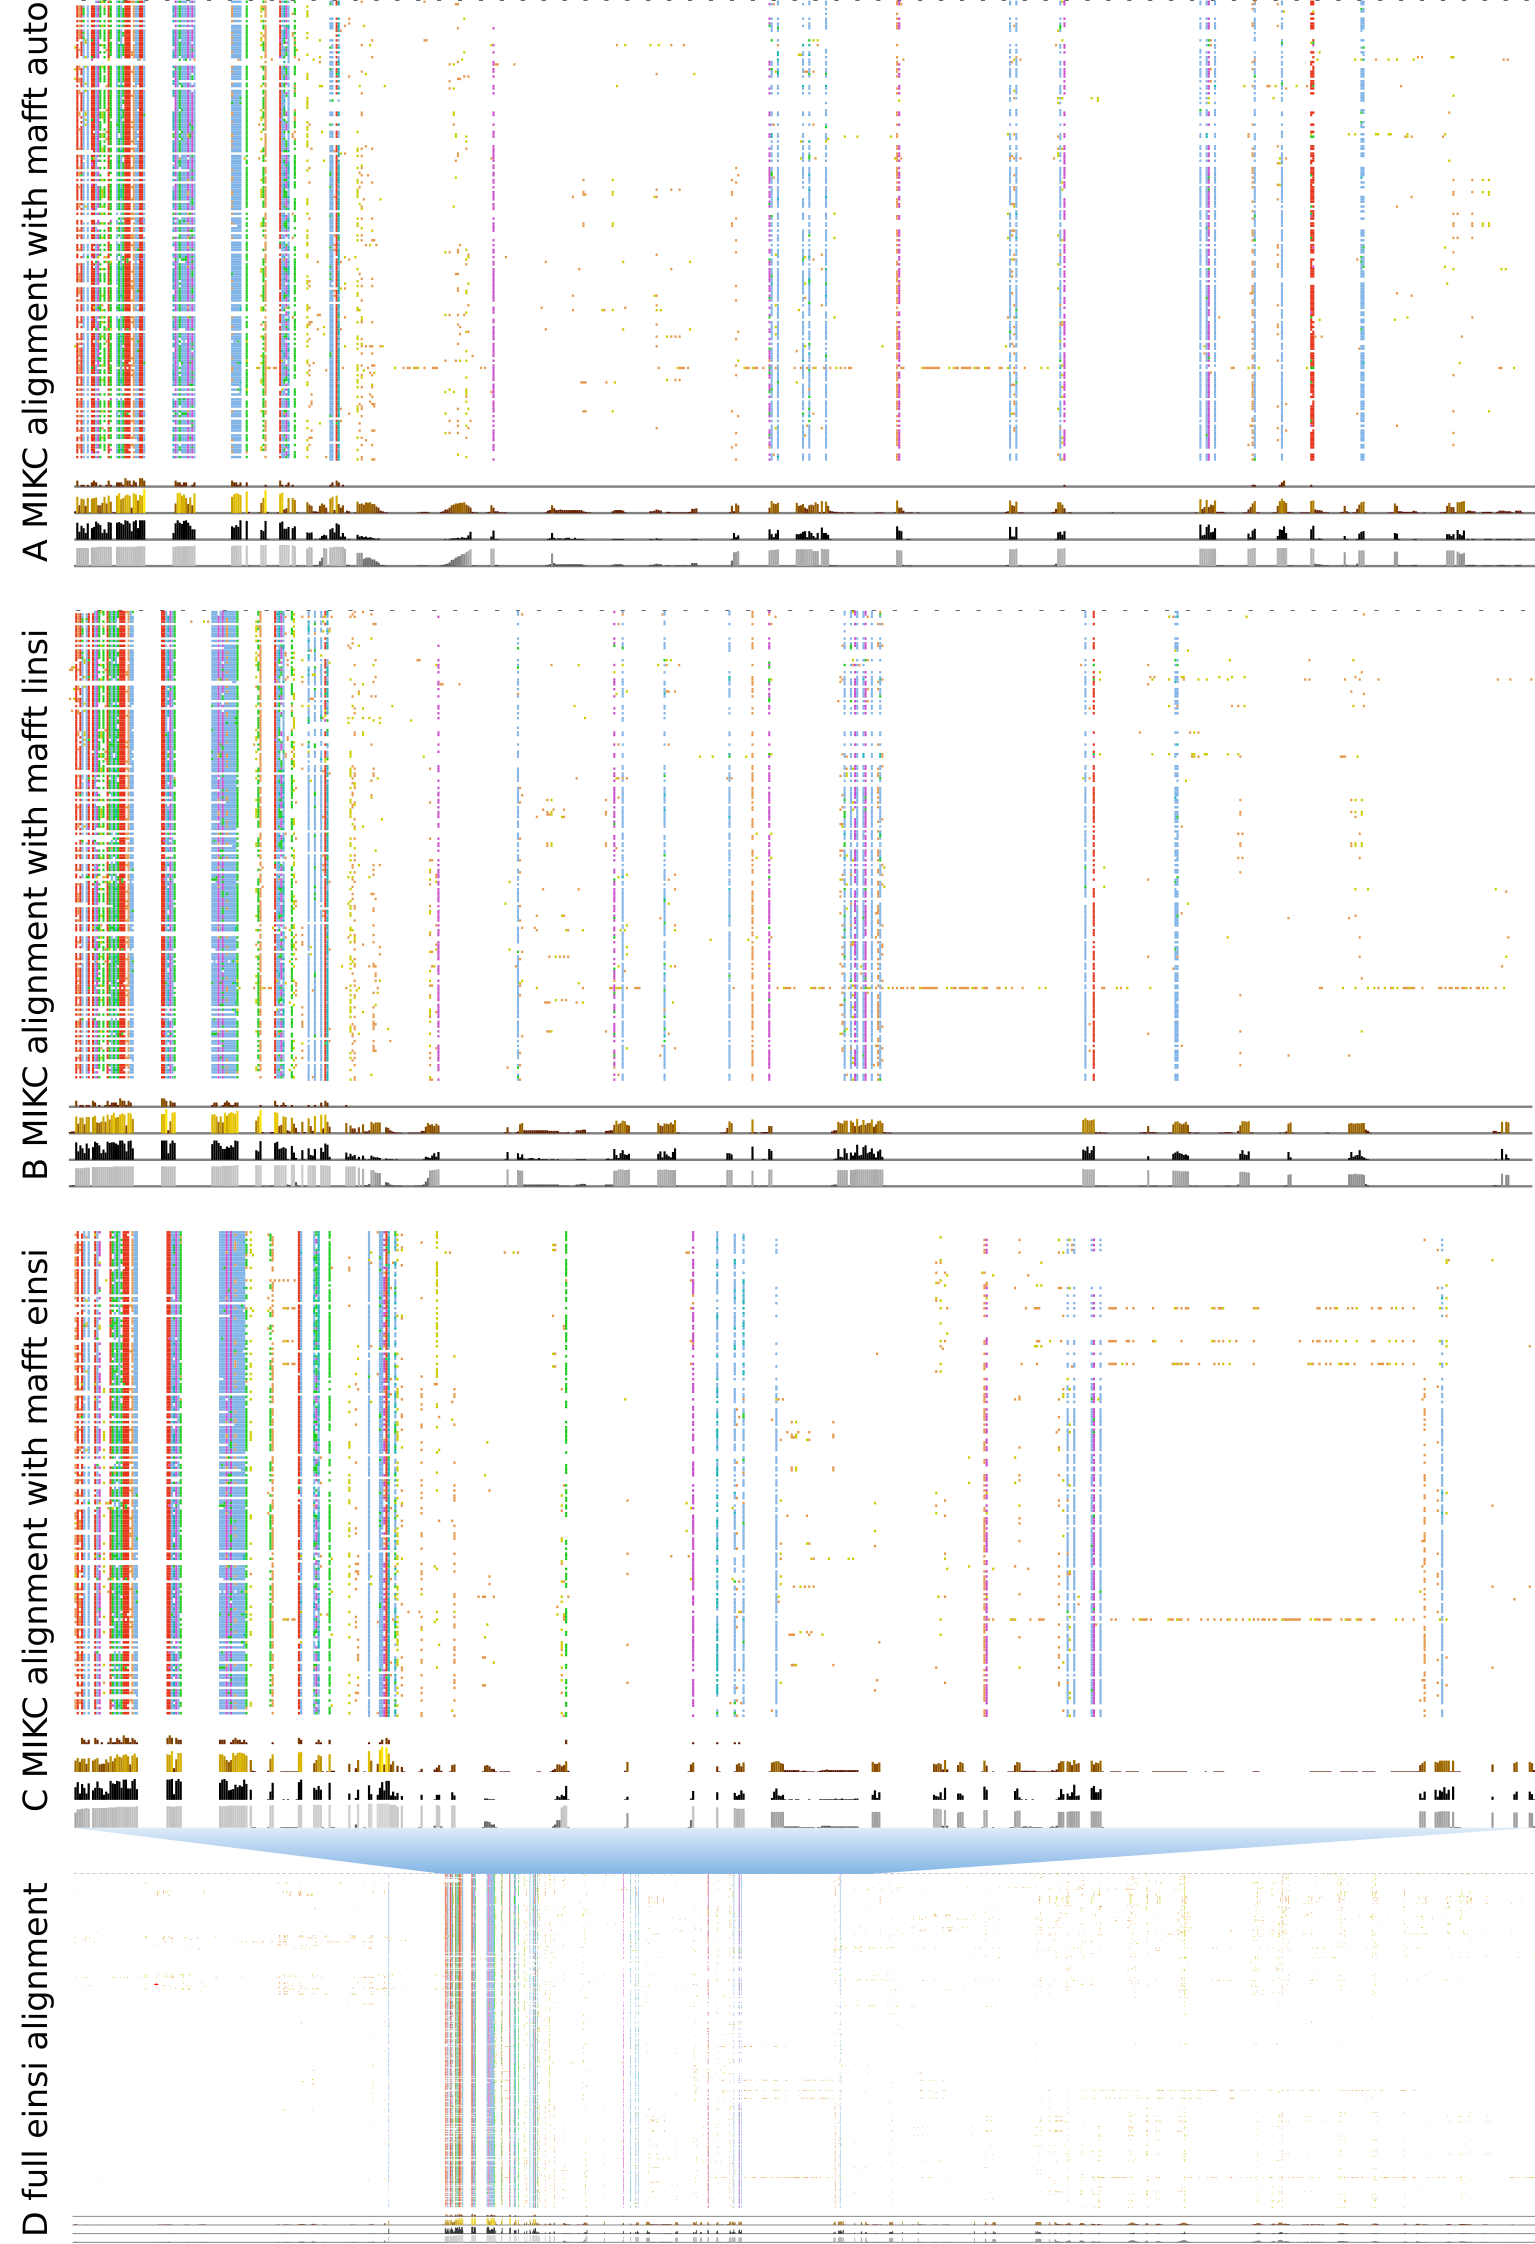 A MIKC alignment with mafft auto
B MIKC alignment with mafft linsi
C MIKC alignment with mafft einsi
D full einsi alignment